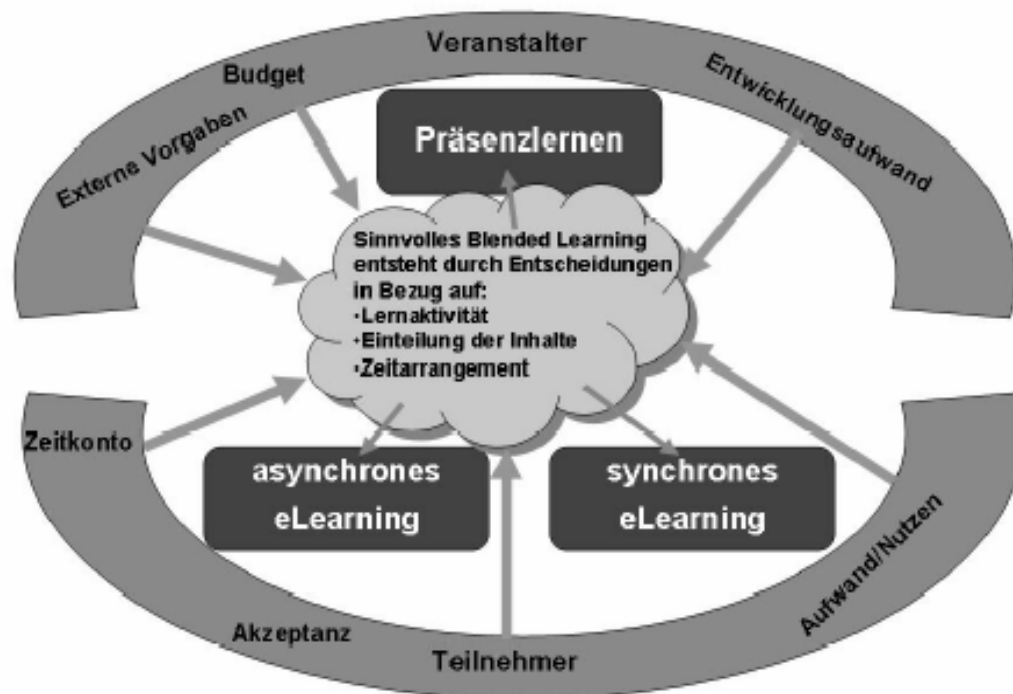 Veranstalter
Budget
Entwicklungsaufwand
Externe Vorgaben
Präsenzlernen
Sinnvolles Blended Learning
entsteht durch Entscheidungen
in Bezug auf:
·Lernaktivität
·Einteilung der Inhalte
·Zeitarrangement
Zeitkonto
asynchrones
eLearning
synchrones
eLearning
Aufwand/Nutzen
Akzeptanz
Teilnehmer